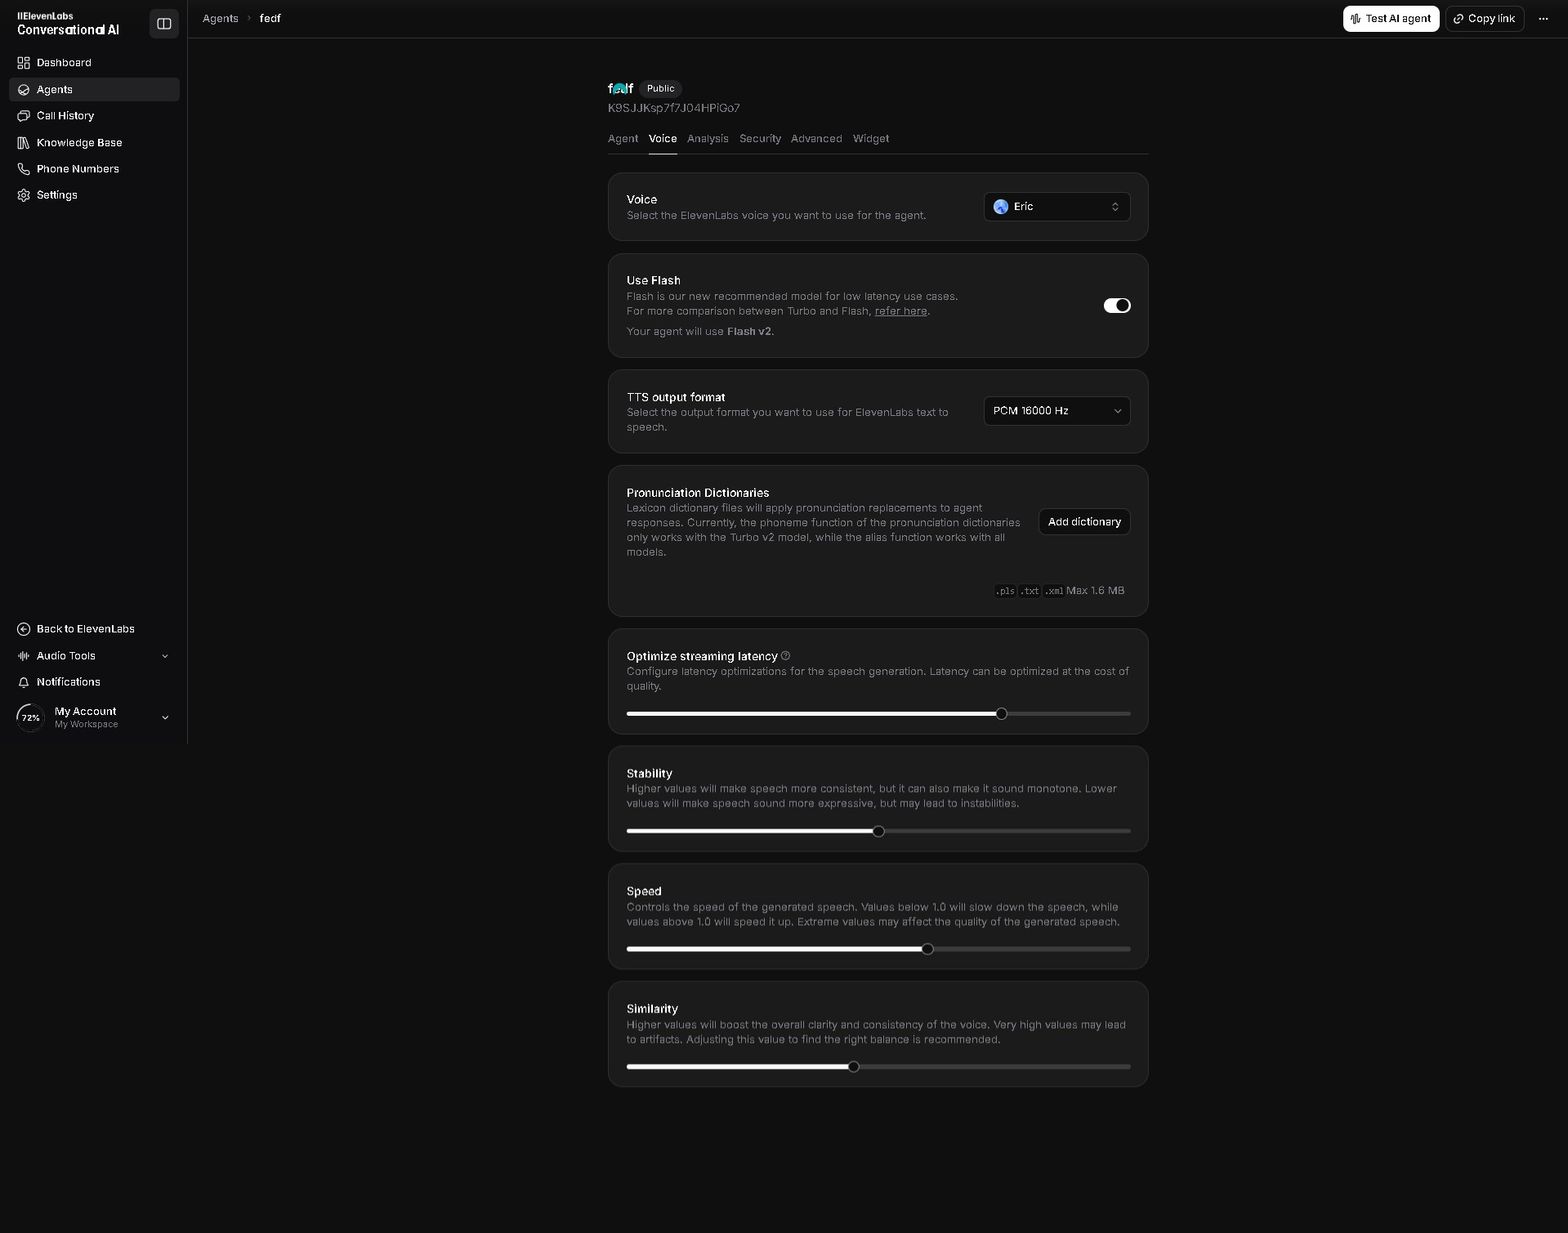 IIElevenLabs
Conversational AI
Dashboard
Agents
Call History
Knowledge Base
Phone Numbers
Settings
Back to ElevenLabs
Audio Tools
Notifications
72%
My Account
My Workspace
Agents › fedf
Test AI agent
Copy link
fedf Public
K9SJJKsp7f7J04HPiGo7
Agent Voice Analysis Security Advanced Widget
Voice
Select the ElevenLabs voice you want to use for the agent.
Eric
Use Flash
Flash is our new recommended model for low latency use cases.
For more comparison between Turbo and Flash, refer here.
Your agent will use Flash v2.
TTS output format
Select the output format you want to use for ElevenLabs text to
speech.
PCM 16000 Hz
Pronunciation Dictionaries
Lexicon dictionary files will apply pronunciation replacements to agent
responses. Currently, the phoneme function of the pronunciation dictionaries
only works with the Turbo v2 model, while the alias function works with all
models.
Add dictionary
.pls .txt .xml Max 1.6 MB
Optimize streaming latency
Configure latency optimizations for the speech generation. Latency can be optimized at the cost of
quality.
Stability
Higher values will make speech more consistent, but it can also make it sound monotone. Lower
values will make speech sound more expressive, but may lead to instabilities.
Speed
Controls the speed of the generated speech. Values below 1.0 will slow down the speech, while
values above 1.0 will speed it up. Extreme values may affect the quality of the generated speech.
Similarity
Higher values will boost the overall clarity and consistency of the voice. Very high values may lead
to artifacts. Adjusting this value to find the right balance is recommended.